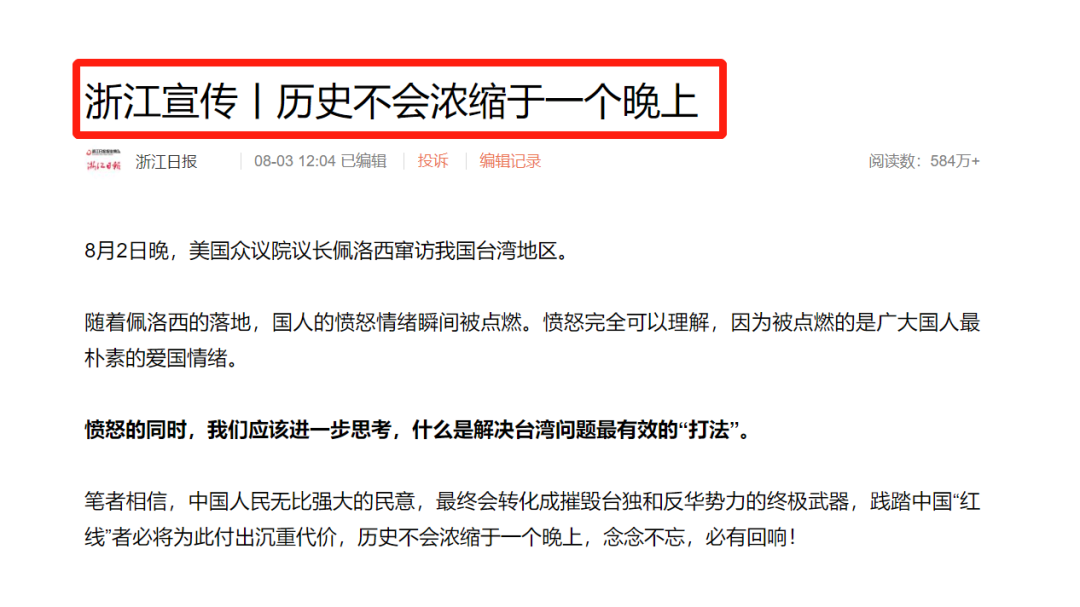 浙江宣传丨历史不会浓缩于一个晚上
浙江日报
浙江日报 08-03 12:04 已编辑 投诉 编辑记录 阅读数：584万+
8月2日晚，美国众议院议长佩洛西窜访我国台湾地区。
随着佩洛西的落地，国人的愤怒情绪瞬间被点燃。愤怒完全可以理解，因为被点燃的是广大国人最
朴素的爱国情绪。
愤怒的同时，我们应该进一步思考，什么是解决台湾问题最有效的“打法”。
笔者相信，中国人民无比强大的民意，最终会转化成摧毁台独和反华势力的终极武器，践踏中国“红
线”者必将为此付出沉重代价，历史不会浓缩于一个晚上，念念不忘，必有回响！